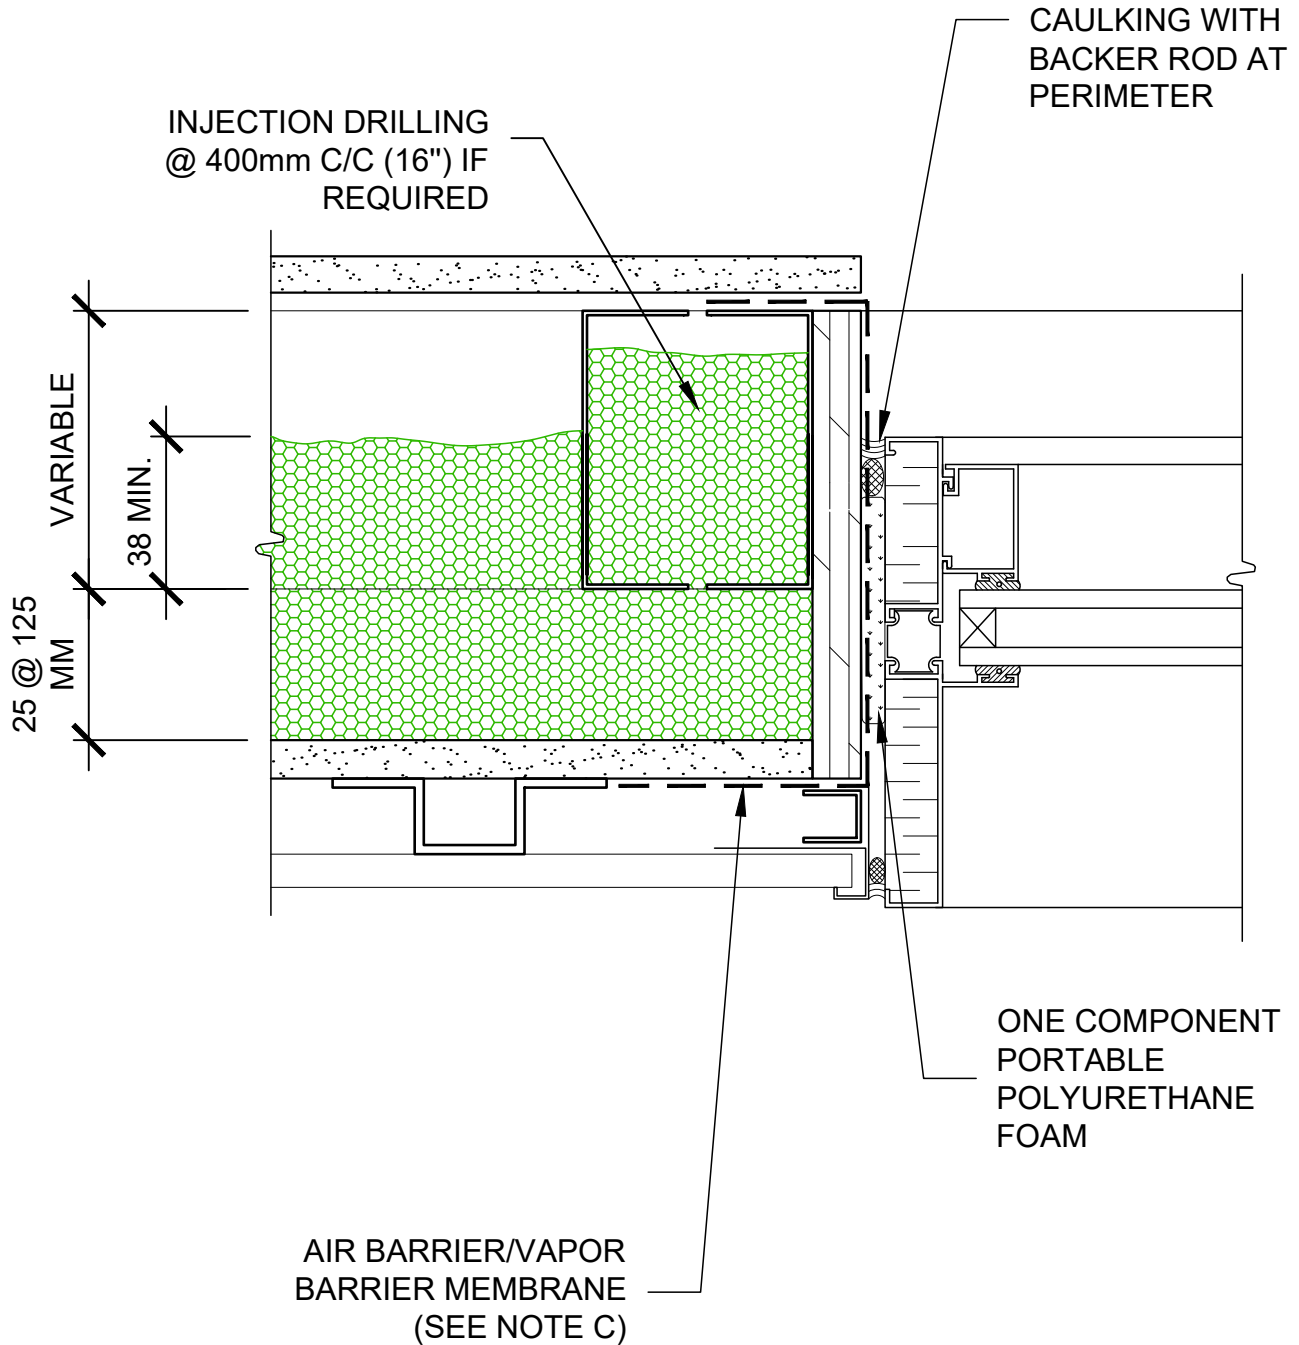 CAULKING WITH
BACKER ROD AT
PERIMETER
INJECTION DRILLING
@ 400mm C/C (16") IF
REQUIRED
VARIABLE
38 MIN.
25 @ 125
MM
ONE COMPONENT
PORTABLE
POLYURETHANE
FOAM
AIR BARRIER/VAPOR
BARRIER MEMBRANE
(SEE NOTE C)